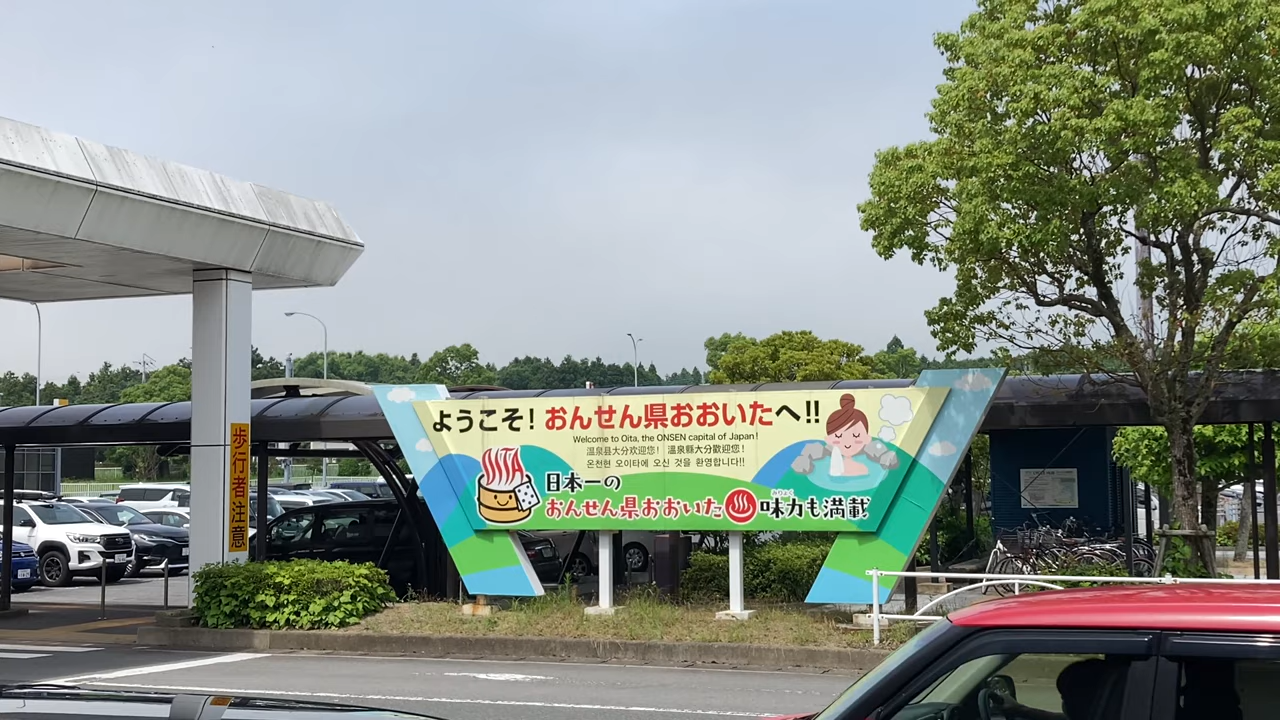 ようこそ！おんせん県おおいたへ!!
Welcome to Oita, the ONSEN capital of Japan!
温泉县大分欢迎您！ 溫泉縣大分歡迎您！
온천현 오이타에 오신 것을 환영합니다!!
OITA
日本一の
おんせん県おおいた♨味力も満載
みりょく
歩行者注意